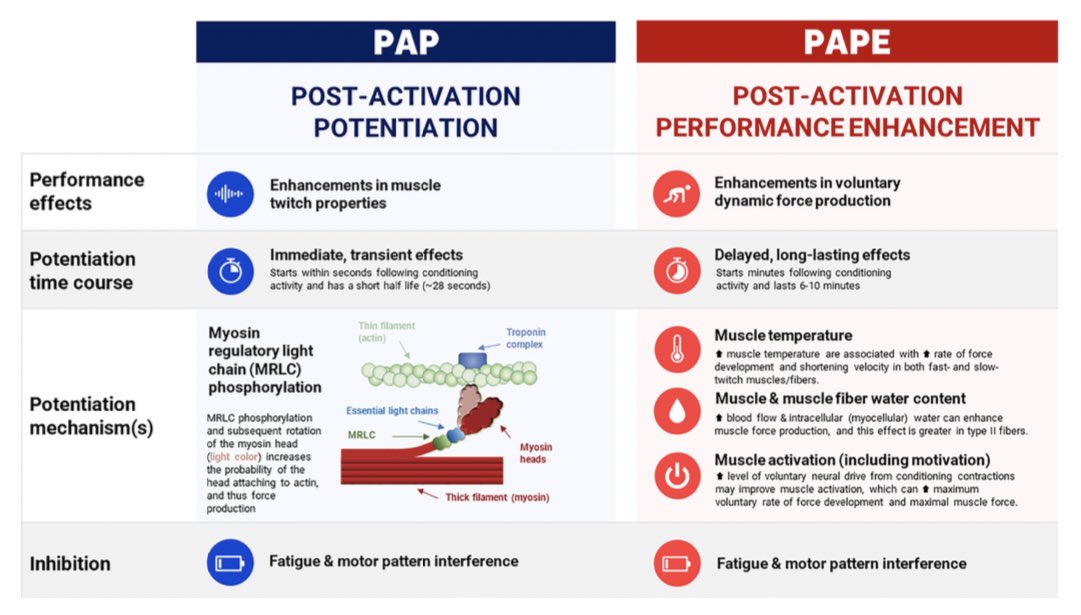 PAP
PAPE
POST-ACTIVATION
POTENTIATION
POST-ACTIVATION
PERFORMANCE ENHANCEMENT
Performance
effects
Enhancements in muscle
twitch properties
Enhancements in voluntary
dynamic force production
Potentiation
time course
Immediate, transient effects
Starts within seconds following conditioning
activity and has a short half life (~28 seconds)
Delayed, long-lasting effects
Starts minutes following conditioning
activity and lasts 6-10 minutes
Potentiation
mechanism(s)
Myosin
regulatory light
chain (MRLC)
phosphorylation
MRLC phosphorylation
and subsequent rotation
of the myosin head
(light color) increases
the probability of the
head attaching to actin,
and thus force
production
Thin filament
(actin)
Troponin
complex
Essential light chains
MRLC
Myosin
heads
Thick filament (myosin)
Muscle temperature
⬆ muscle temperature are associated with ⬆ rate of force
development and shortening velocity in both fast- and slow-
twitch muscles/fibers.
Muscle & muscle fiber water content
⬆ blood flow & intracellular (myocellular) water can enhance
muscle force production, and this effect is greater in type II fibers.
Muscle activation (including motivation)
⬆ level of voluntary neural drive from conditioning contractions
may improve muscle activation, which can ⬆ maximum
voluntary rate of force development and maximal muscle force.
Inhibition
Fatigue & motor pattern interference
Fatigue & motor pattern interference